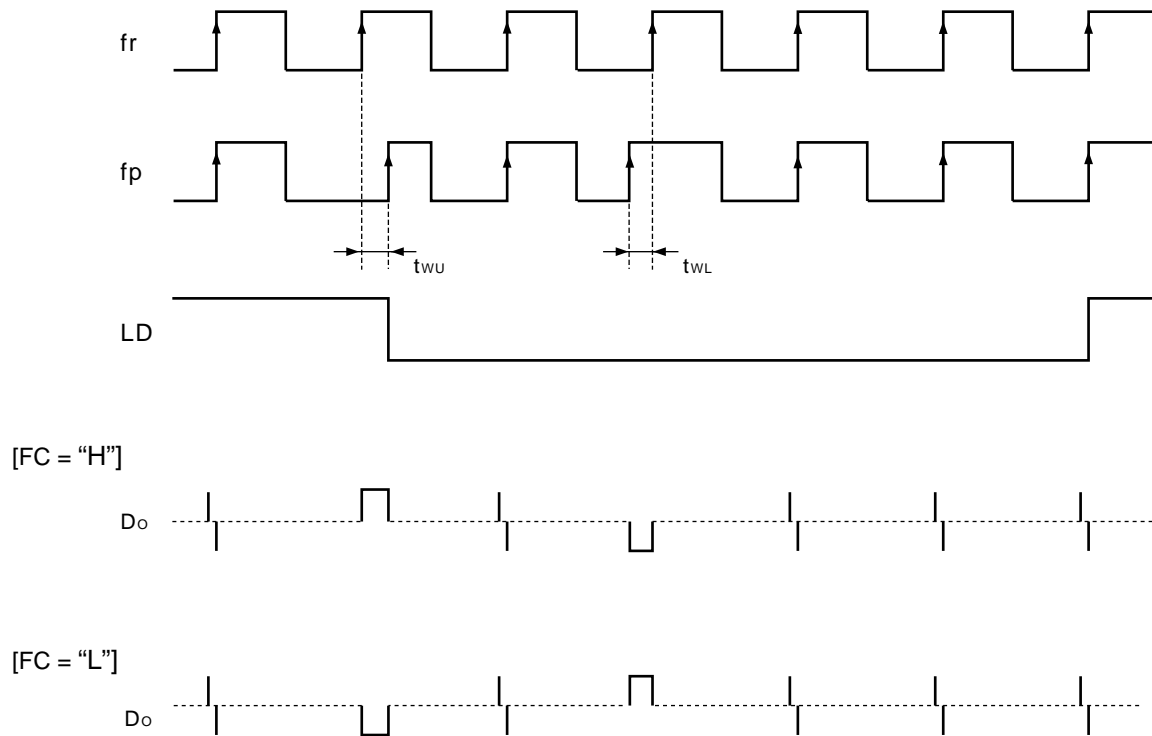 fr
fp
tWU
tWL
LD
[FC = “H”]
DO
[FC = “L”]
DO